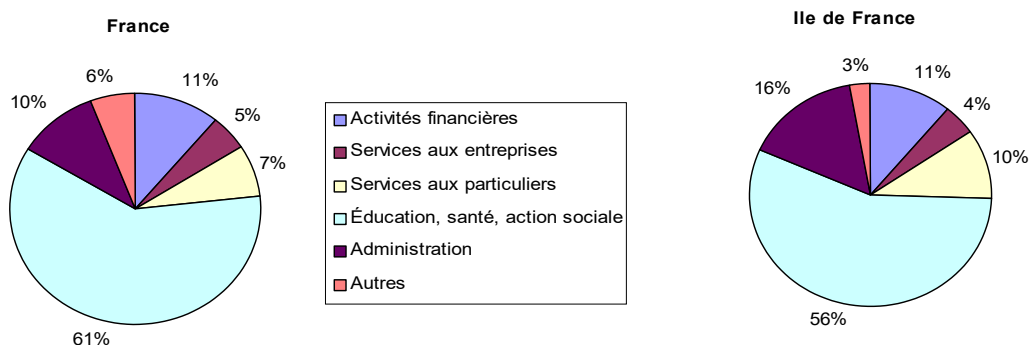 France
6%
11%
10%
5%
7%
61%
Activités financières
Services aux entreprises
Services aux particuliers
Éducation, santé, action sociale
Administration
Autres
Ile de France
3%
11%
16%
4%
10%
56%